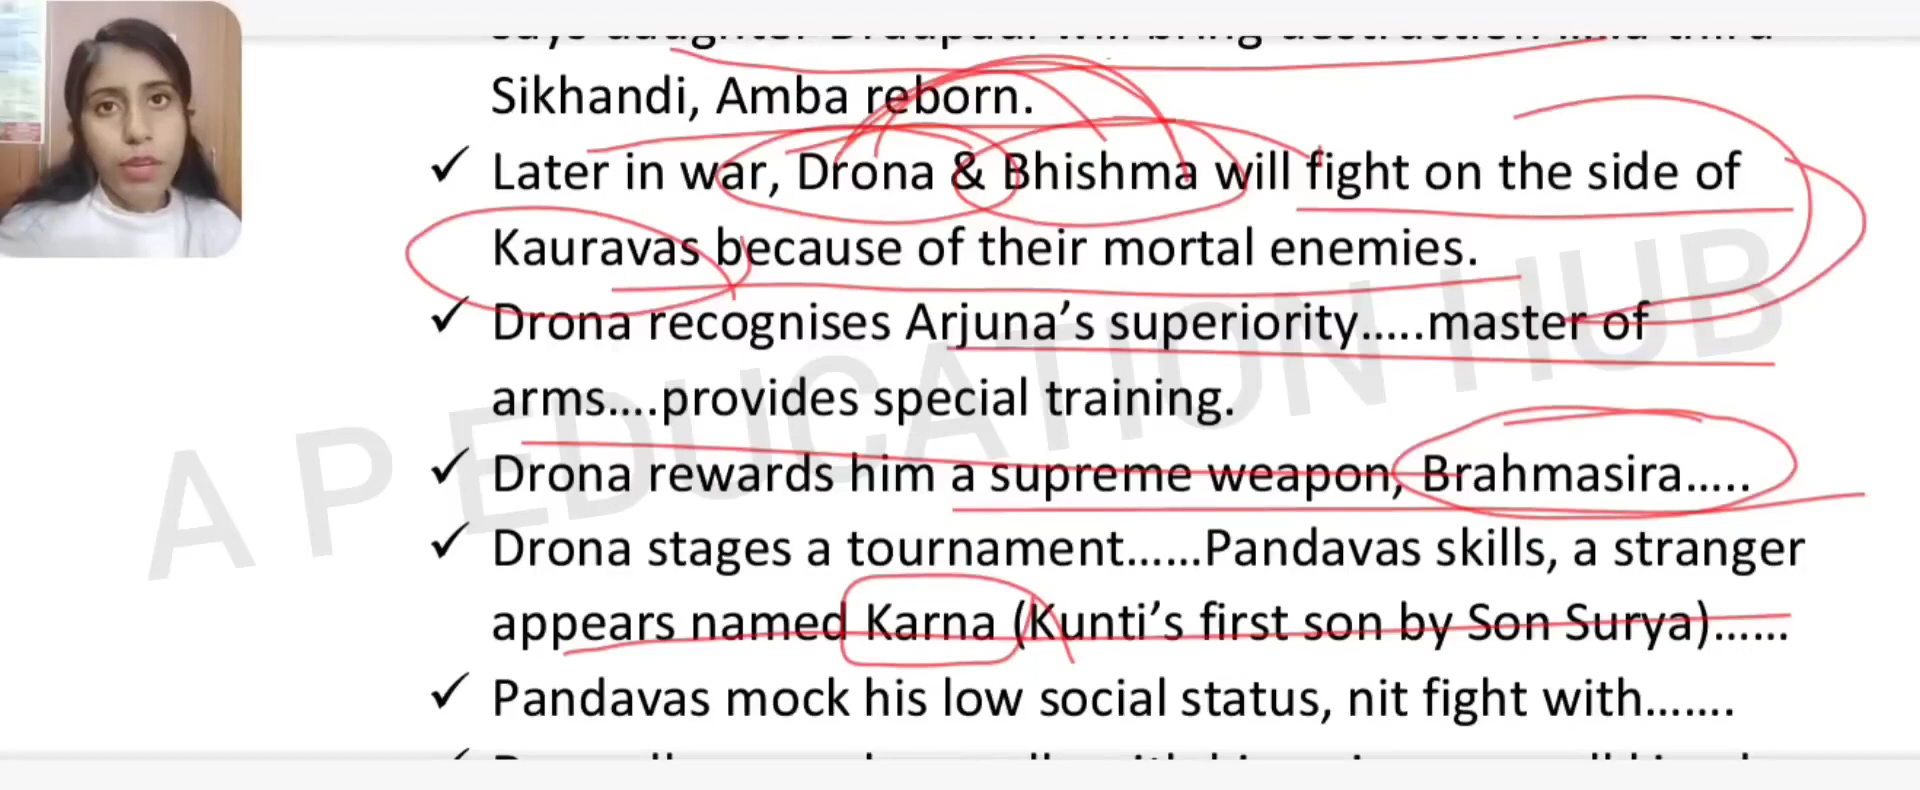 Sikhandi, Amba reborn.
✓ Later in war, Drona & Bhishma will fight on the side of
Kauravas because of their mortal enemies.
✓ Drona recognises Arjuna’s superiority.....master of
arms....provides special training.
✓ Drona rewards him a supreme weapon, Brahmasira.....
✓ Drona stages a tournament......Pandavas skills, a stranger
appears named Karna (Kunti’s first son by Son Surya)......
✓ Pandavas mock his low social status, nit fight with.......
A P EDUCATION HUB